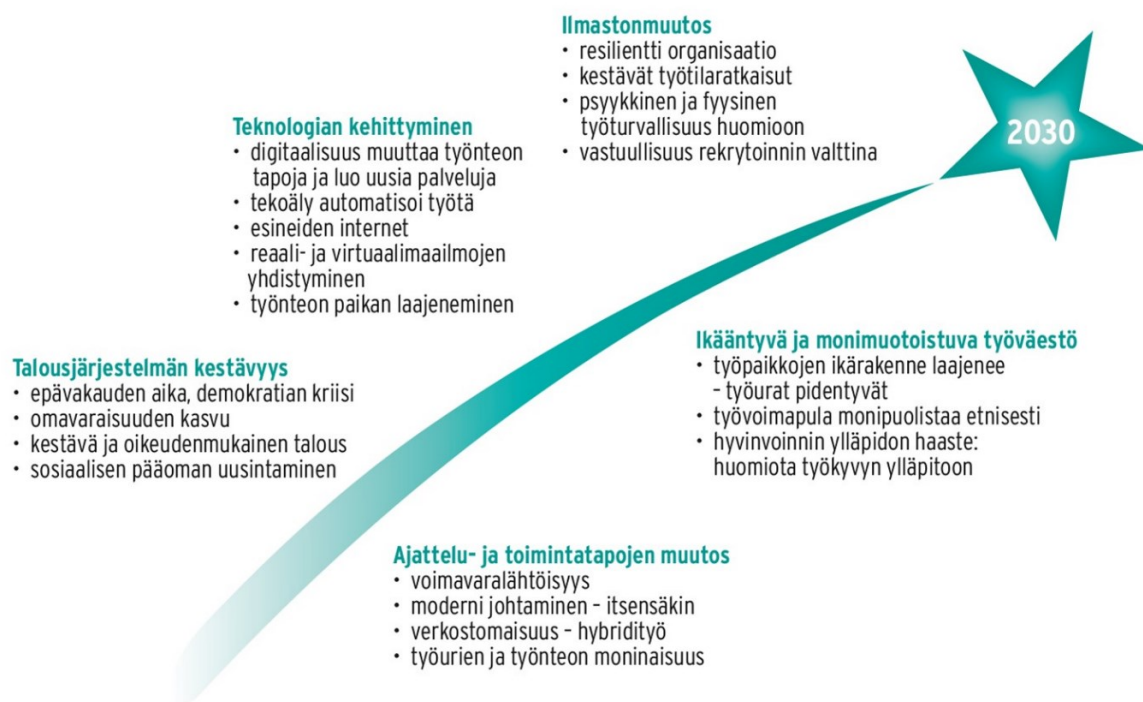 Ilmastonmuutos
• resilientti organisaatio
• kestävät työtilaratkaisut
• psyykkinen ja fyysinen
työturvallisuus huomioon
• vastuullisuus rekrytoinnin valttina
2030
Teknologian kehittyminen
• digitaalisuus muuttaa työnteon
tapoja ja luo uusia palveluja
• tekoäly automatisoi työtä
• esineiden internet
• reaali- ja virtuaalimaailmojen
yhdistyminen
• työnteon paikan laajeneminen
Talousjärjestelmän kestävyys
• epävakauden aika, demokratian kriisi
• omavaraisuuden kasvu
• kestävä ja oikeudenmukainen talous
• sosiaalisen pääoman uusintaminen
Ikääntyvä ja monimuotoistuva työväestö
• työpaikkojen ikärakenne laajenee
– työurat pidentyvät
• työvoimapula monipuolistaa etnisesti
• hyvinvoinnin ylläpidon haaste:
huomiota työkyvyn ylläpitoon
Ajattelu- ja toimintatapojen muutos
• voimavaralähtöisyys
• moderni johtaminen – itsensäkin
• verkostomaisuus – hybridityö
• työurien ja työnteon moninaisuus